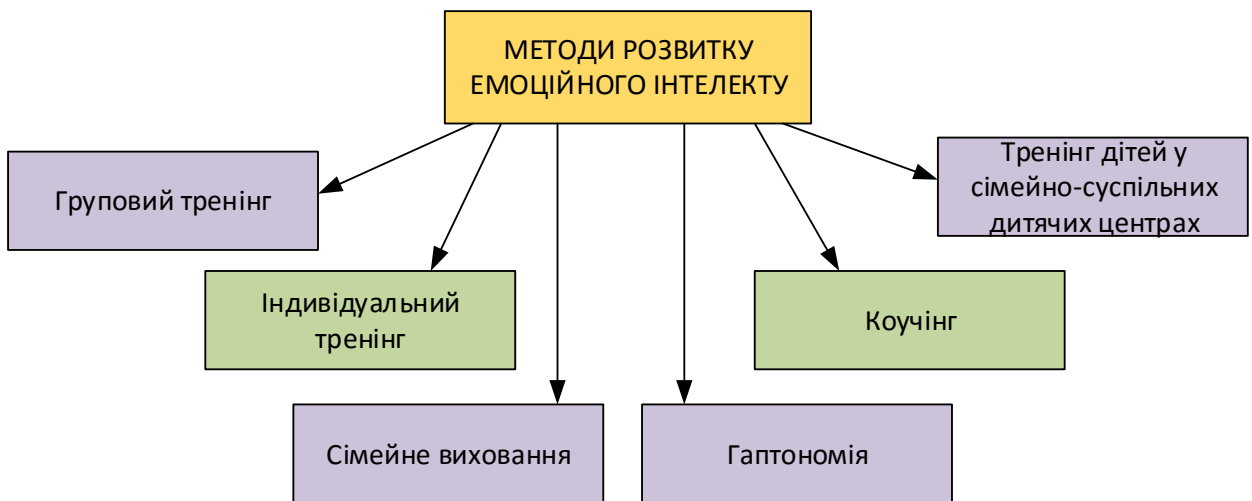 МЕТОДИ РОЗВИТКУ
ЕМОЦІЙНОГО ІНТЕЛЕКТУ
Груповий тренінг
Тренінг дітей у
сімейно-суспільних
дитячих центрах
Індивідуальний
тренінг
Коучінг
Сімейне виховання
Гаптономія